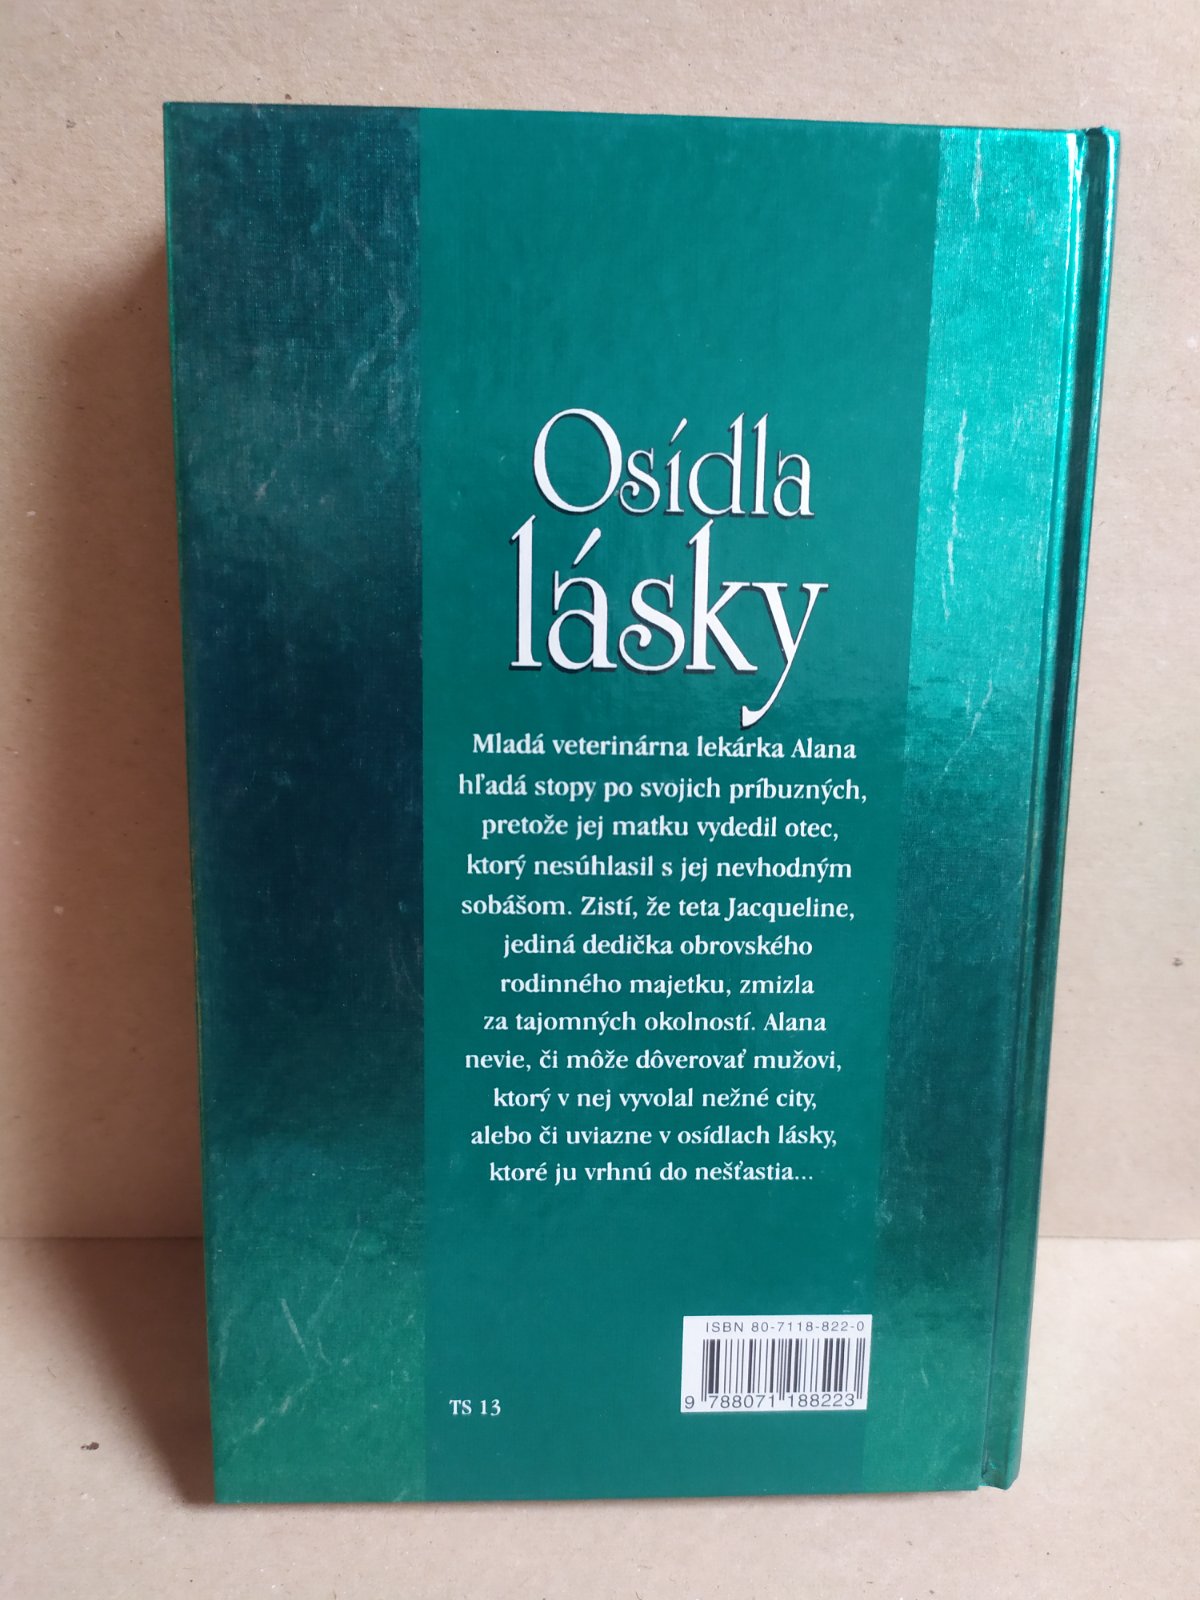 Osídla
lásky
Mladá veterinárna lekárka Alana
hľadá stopy po svojich príbuzných,
pretože jej matku vydedil otec,
ktorý nesúhlasil s jej nevhodným
sobášom. Zistí, že teta Jacqueline,
jediná dedička obrovského
rodinného majetku, zmizla
za tajomných okolností. Alana
nevie, či môže dôverovať mužovi,
ktorý v nej vyvolal nežné city,
alebo či uviazne v osídlach lásky,
ktoré ju vrhnú do nešťastia...
ISBN 80-7118-822-0
9 788071 188223
TS 13